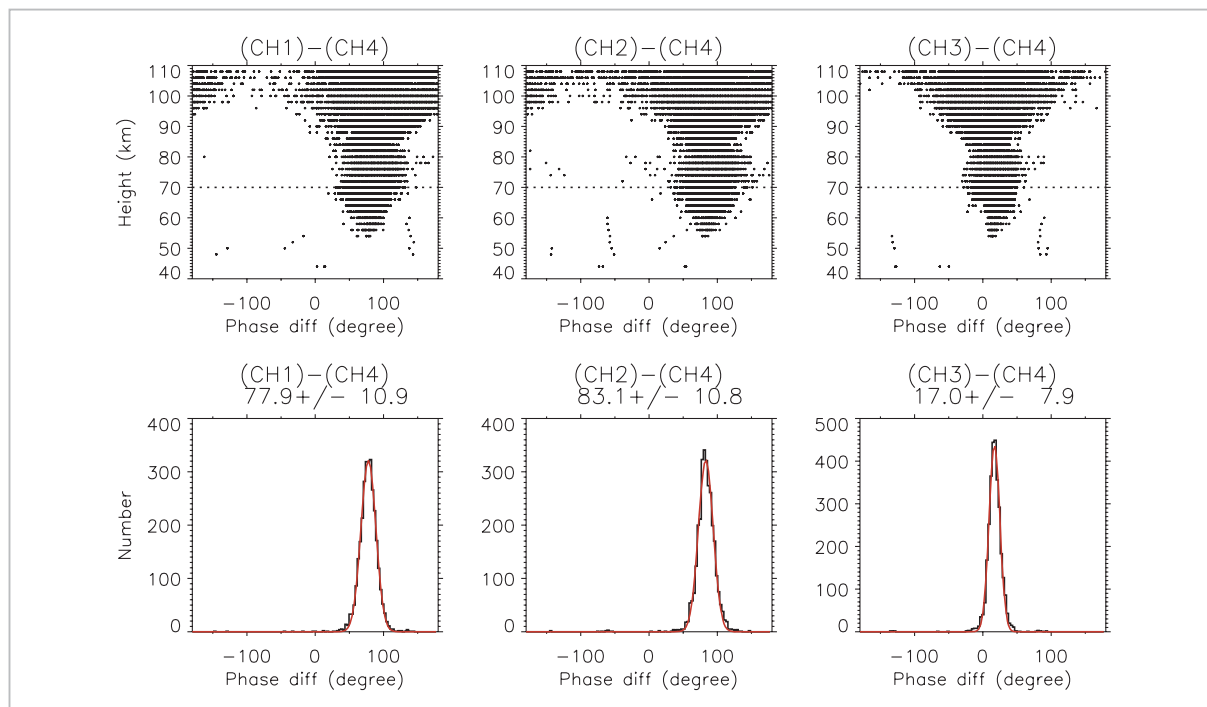 (CH1)−(CH4)
(CH2)−(CH4)
(CH3)−(CH4)
Height (km)
110
100
90
80
70
60
50
40
−100 0 100
Phase diff (degree)
110
100
90
80
70
60
50
40
−100 0 100
Phase diff (degree)
110
100
90
80
70
60
50
40
−100 0 100
Phase diff (degree)
(CH1)−(CH4)
77.9+/− 10.9
(CH2)−(CH4)
83.1+/− 10.8
(CH3)−(CH4)
17.0+/− 7.9
Number
400
300
200
100
0
−100 0 100
Phase diff (degree)
400
300
200
100
0
−100 0 100
Phase diff (degree)
500
400
300
200
100
0
−100 0 100
Phase diff (degree)